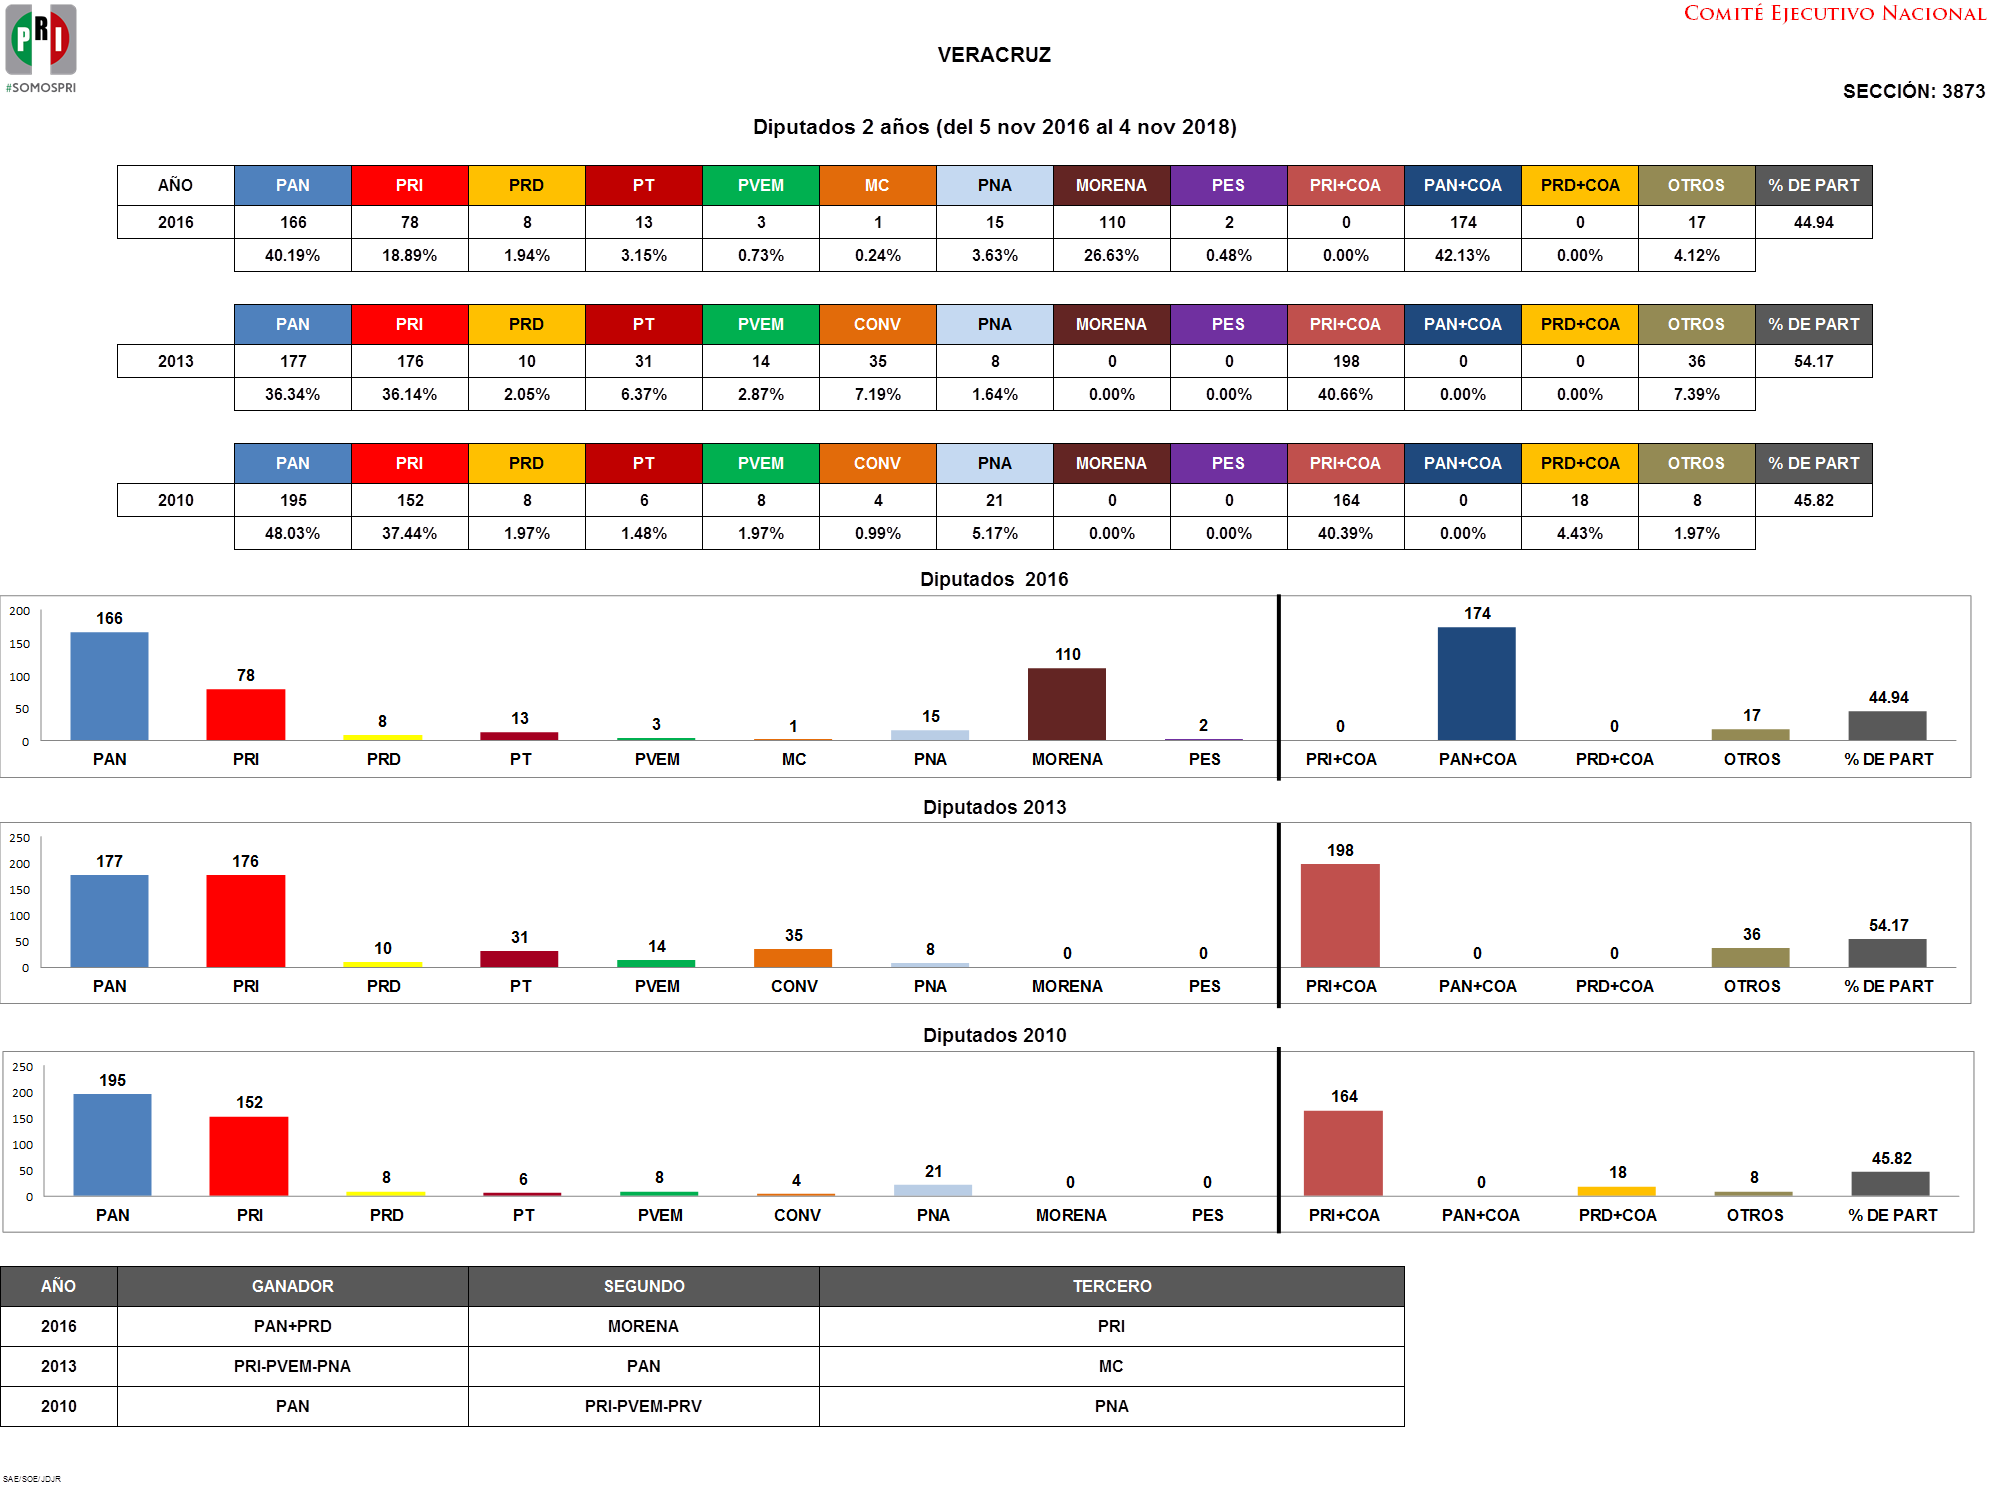 PRI
#SOMOSPRI
COMITÉ EJECUTIVO NACIONAL
VERACRUZ
SECCIÓN: 3873
Diputados 2 años (del 5 nov 2016 al 4 nov 2018)
AÑO PAN PRI PRD PT PVEM MC PNA MORENA PES PRI+COA PAN+COA PRD+COA OTROS % DE PART
2016 166 78 8 13 3 1 15 110 2 0 174 0 17 44.94
40.19% 18.89% 1.94% 3.15% 0.73% 0.24% 3.63% 26.63% 0.48% 0.00% 42.13% 0.00% 4.12%
PAN PRI PRD PT PVEM CONV PNA MORENA PES PRI+COA PAN+COA PRD+COA OTROS % DE PART
2013 177 176 10 31 14 35 8 0 0 198 0 0 36 54.17
36.34% 36.14% 2.05% 6.37% 2.87% 7.19% 1.64% 0.00% 0.00% 40.66% 0.00% 0.00% 7.39%
PAN PRI PRD PT PVEM CONV PNA MORENA PES PRI+COA PAN+COA PRD+COA OTROS % DE PART
2010 195 152 8 6 8 4 21 0 0 164 0 18 8 45.82
48.03% 37.44% 1.97% 1.48% 1.97% 0.99% 5.17% 0.00% 0.00% 40.39% 0.00% 4.43% 1.97%
Diputados 2016
200
150
100
50
0
166 78 8 13 3 1 15 110 2 0 174 0 17 44.94
PAN PRI PRD PT PVEM MC PNA MORENA PES PRI+COA PAN+COA PRD+COA OTROS % DE PART
Diputados 2013
250
200
150
100
50
0
177 176 10 31 14 35 8 0 0 198 0 0 36 54.17
PAN PRI PRD PT PVEM CONV PNA MORENA PES PRI+COA PAN+COA PRD+COA OTROS % DE PART
Diputados 2010
250
200
150
100
50
0
195 152 8 6 8 4 21 0 0 164 0 18 8 45.82
PAN PRI PRD PT PVEM CONV PNA MORENA PES PRI+COA PAN+COA PRD+COA OTROS % DE PART
AÑO GANADOR SEGUNDO TERCERO
2016 PAN+PRD MORENA PRI
2013 PRI-PVEM-PNA PAN MC
2010 PAN PRI-PVEM-PRV PNA
SAE/SOE/JDJR